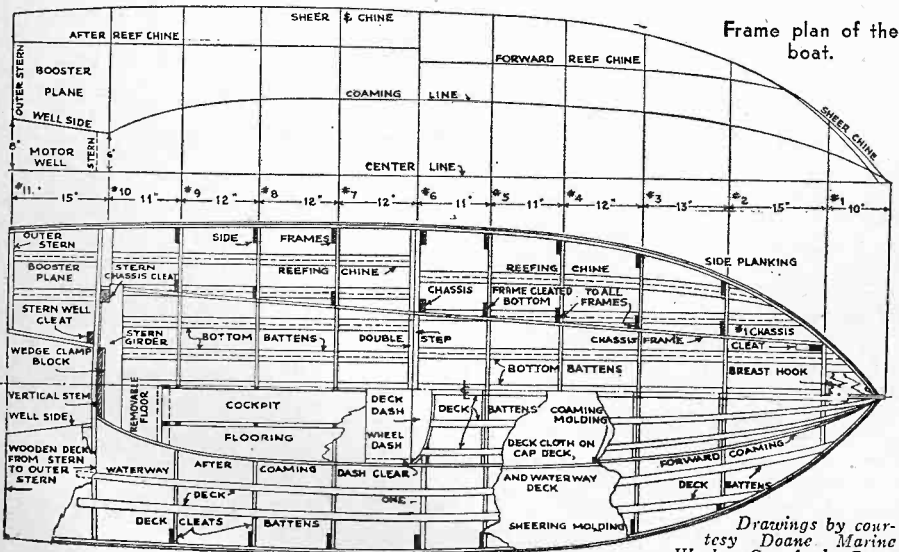 Frame plan of the
boat.
SHEER & CHINE
AFTER REEF CHINE
FORWARD REEF CHINE
OUTER STERN
BOOSTER
PLANE
COAMING LINE
WELL SIDE
SHEER CHINE
8"
MOTOR
WELL
STERN
6"
CENTER LINE
#11. #10 #9 #8 #7 #6 #5 #4 #3 #2 #1
15" 11" 12" 12" 12" 11" 11" 12" 13" 15" 10"
OUTER
STERN
SIDE FRAMES
SIDE PLANKING
BOOSTER
PLANE
STERN
CHASSIS CLEAT
REEFING CHINE
REEFING CHINE
CHASSIS
FRAME CLEATED
BOTTOM
TO ALL
FRAMES
STERN WELL
CLEAT
STERN
GIRDER
BOTTOM BATTENS
DOUBLE STEP
CHASSIS FRAME
#1 CHASSIS
CLEAT
WEDGE CLAMP
BLOCK
BOTTOM BATTENS
BREAST HOOK
VERTICAL STEM
REMOVABLE
FLOOR
COCKPIT
DECK
DASH
DECK BATTENS
COAMING
MOLDING
WELL SIDE
FLOORING
WHEEL
DASH
DECK CLOTH ON
CAP DECK,
WOODEN DECK
FROM STERN
TO OUTER
STERN
WATERWAY
AFTER COAMING
DASH CLEAR
AND WATERWAY
DECK
FORWARD COAMING
DECK
BATTENS
DECK
ONE
DECK CLEATS BATTENS
SHEERING MOLDING
Drawings by cour-
tesy Doane Marine